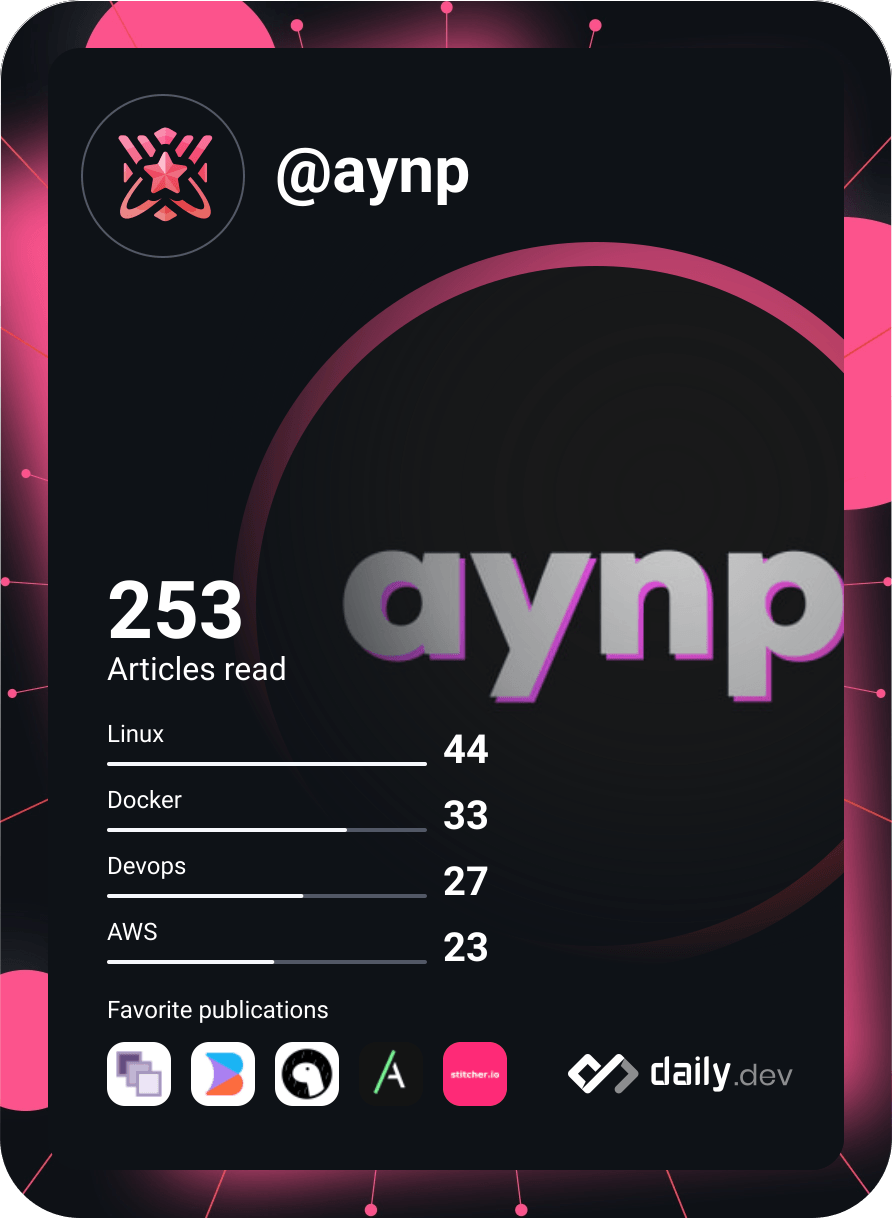 @aynp
aynp
253
Articles read
Linux
44
Docker
33
Devops
27
AWS
23
Favorite publications
stitcher.io
daily.dev